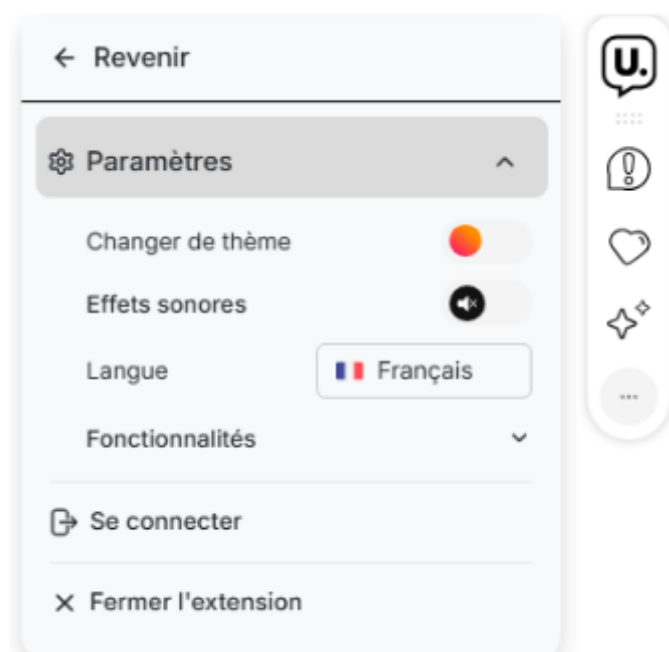 Revenir
Paramètres
Changer de thème
Effets sonores
Langue
Français
Fonctionnalités
Se connecter
Fermer l'extension
U.
...